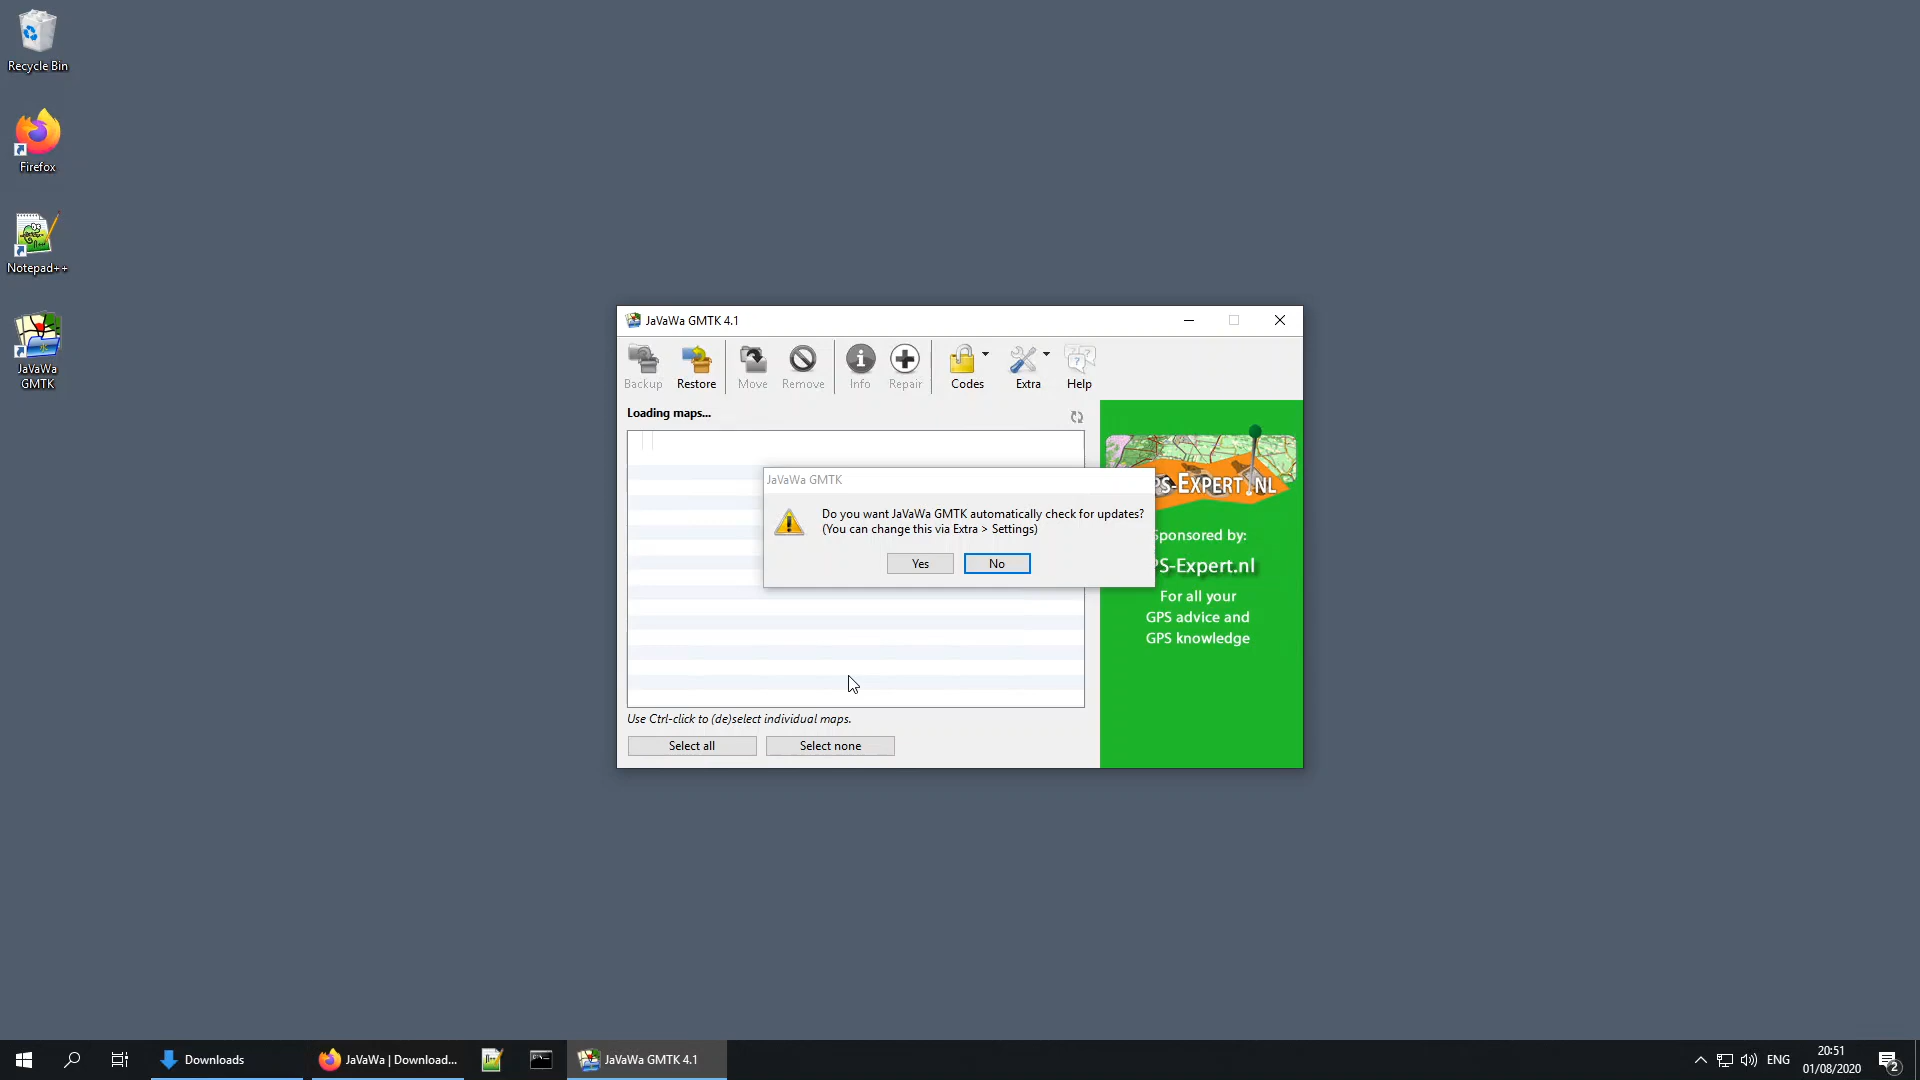 Recycle Bin
Firefox
Notepad++
JaVaWa
GMTK
JaVaWa GMTK 4.1
Backup
Restore
Move
Remove
Info
Repair
Codes
Extra
Help
Loading maps...
JaVaWa GMTK
Do you want JaVaWa GMTK automatically check for updates?
(You can change this via Extra > Settings)
Yes
No
PS-EXPERT.NL
Sponsored by:
PS-Expert.nl
For all your
GPS advice and
GPS knowledge
Use Ctrl-click to (de)select individual maps.
Select all
Select none
Downloads
JaVaWa | Download...
JaVaWa GMTK 4.1
ENG
20:51
01/08/2020
2